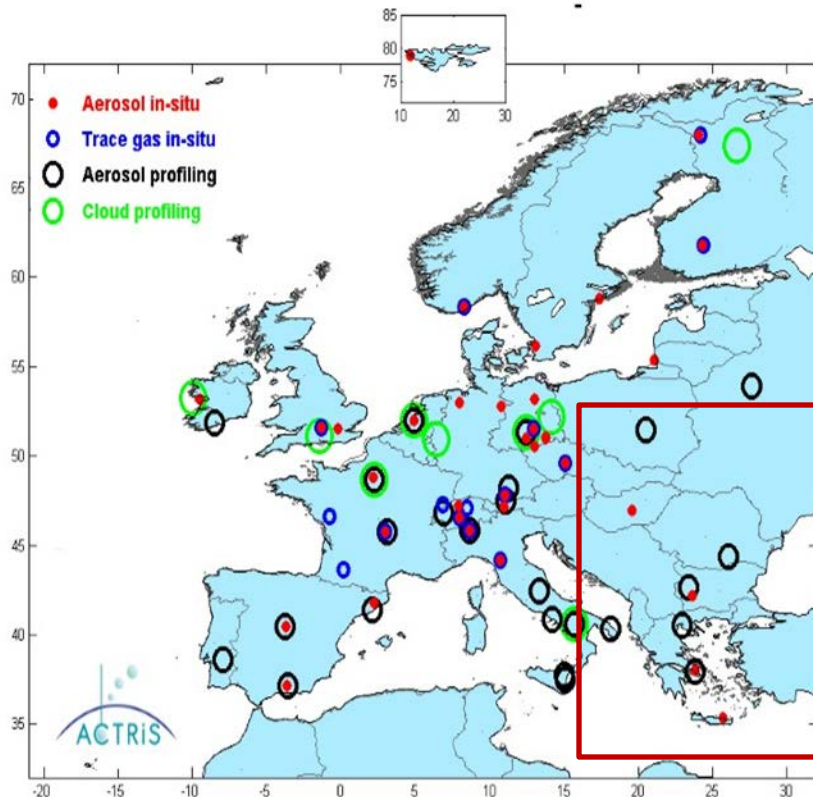 85
80
75
10 20 30
70
65
60
55
50
45
40
35
Aerosol in-situ
Trace gas in-situ
Aerosol profiling
Cloud profiling
ACTRiS
-20 -15 -10 -5 0 5 10 15 20 25 30